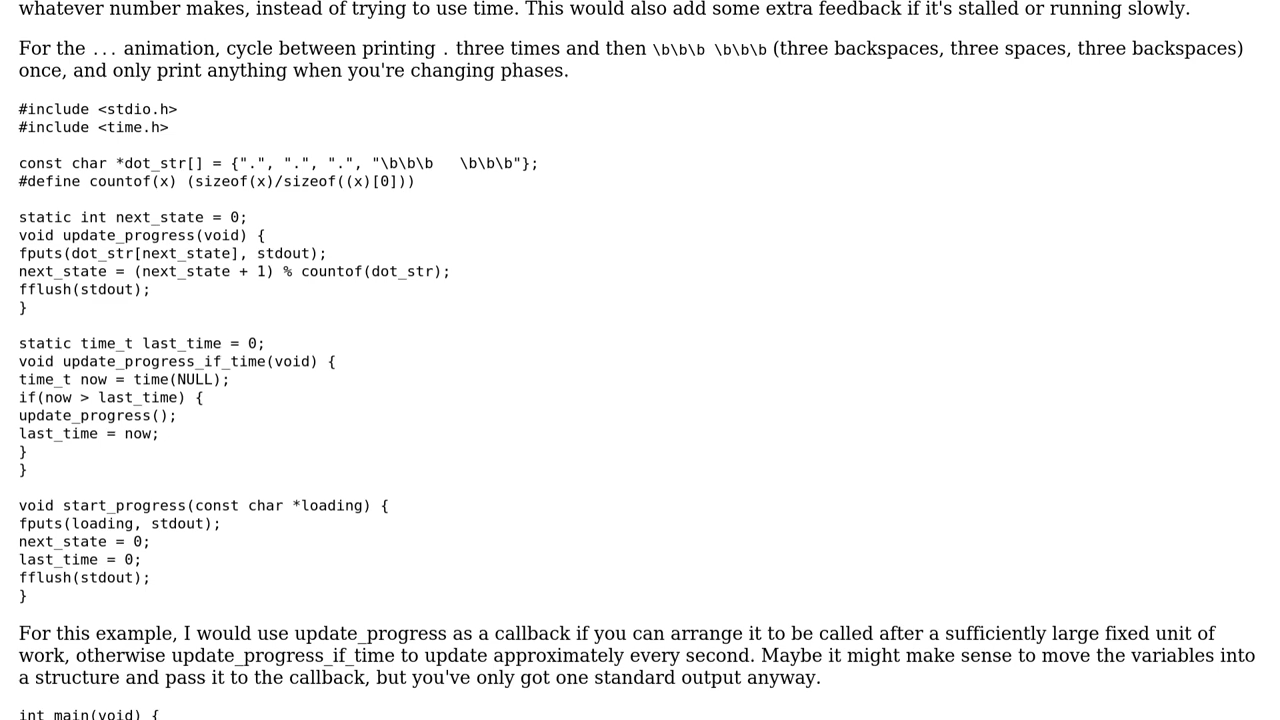 whatever number makes, instead of trying to use time. This would also add some extra feedback if it's stalled or running slowly.
For the ... animation, cycle between printing . three times and then \b\b\b \b\b\b (three backspaces, three spaces, three backspaces)
once, and only print anything when you're changing phases.
#include <stdio.h>
#include <time.h>
const char *dot_str[] = {".", ".", ".", "\b\b\b   \b\b\b"};
#define countof(x) (sizeof(x)/sizeof((x)[0]))
static int next_state = 0;
void update_progress(void) {
fputs(dot_str[next_state], stdout);
next_state = (next_state + 1) % countof(dot_str);
fflush(stdout);
}
static time_t last_time = 0;
void update_progress_if_time(void) {
time_t now = time(NULL);
if(now > last_time) {
update_progress();
last_time = now;
}
}
void start_progress(const char *loading) {
fputs(loading, stdout);
next_state = 0;
last_time = 0;
fflush(stdout);
}
For this example, I would use update_progress as a callback if you can arrange it to be called after a sufficiently large fixed unit of
work, otherwise update_progress_if_time to update approximately every second. Maybe it might make sense to move the variables into
a structure and pass it to the callback, but you've only got one standard output anyway.
int main(void) {